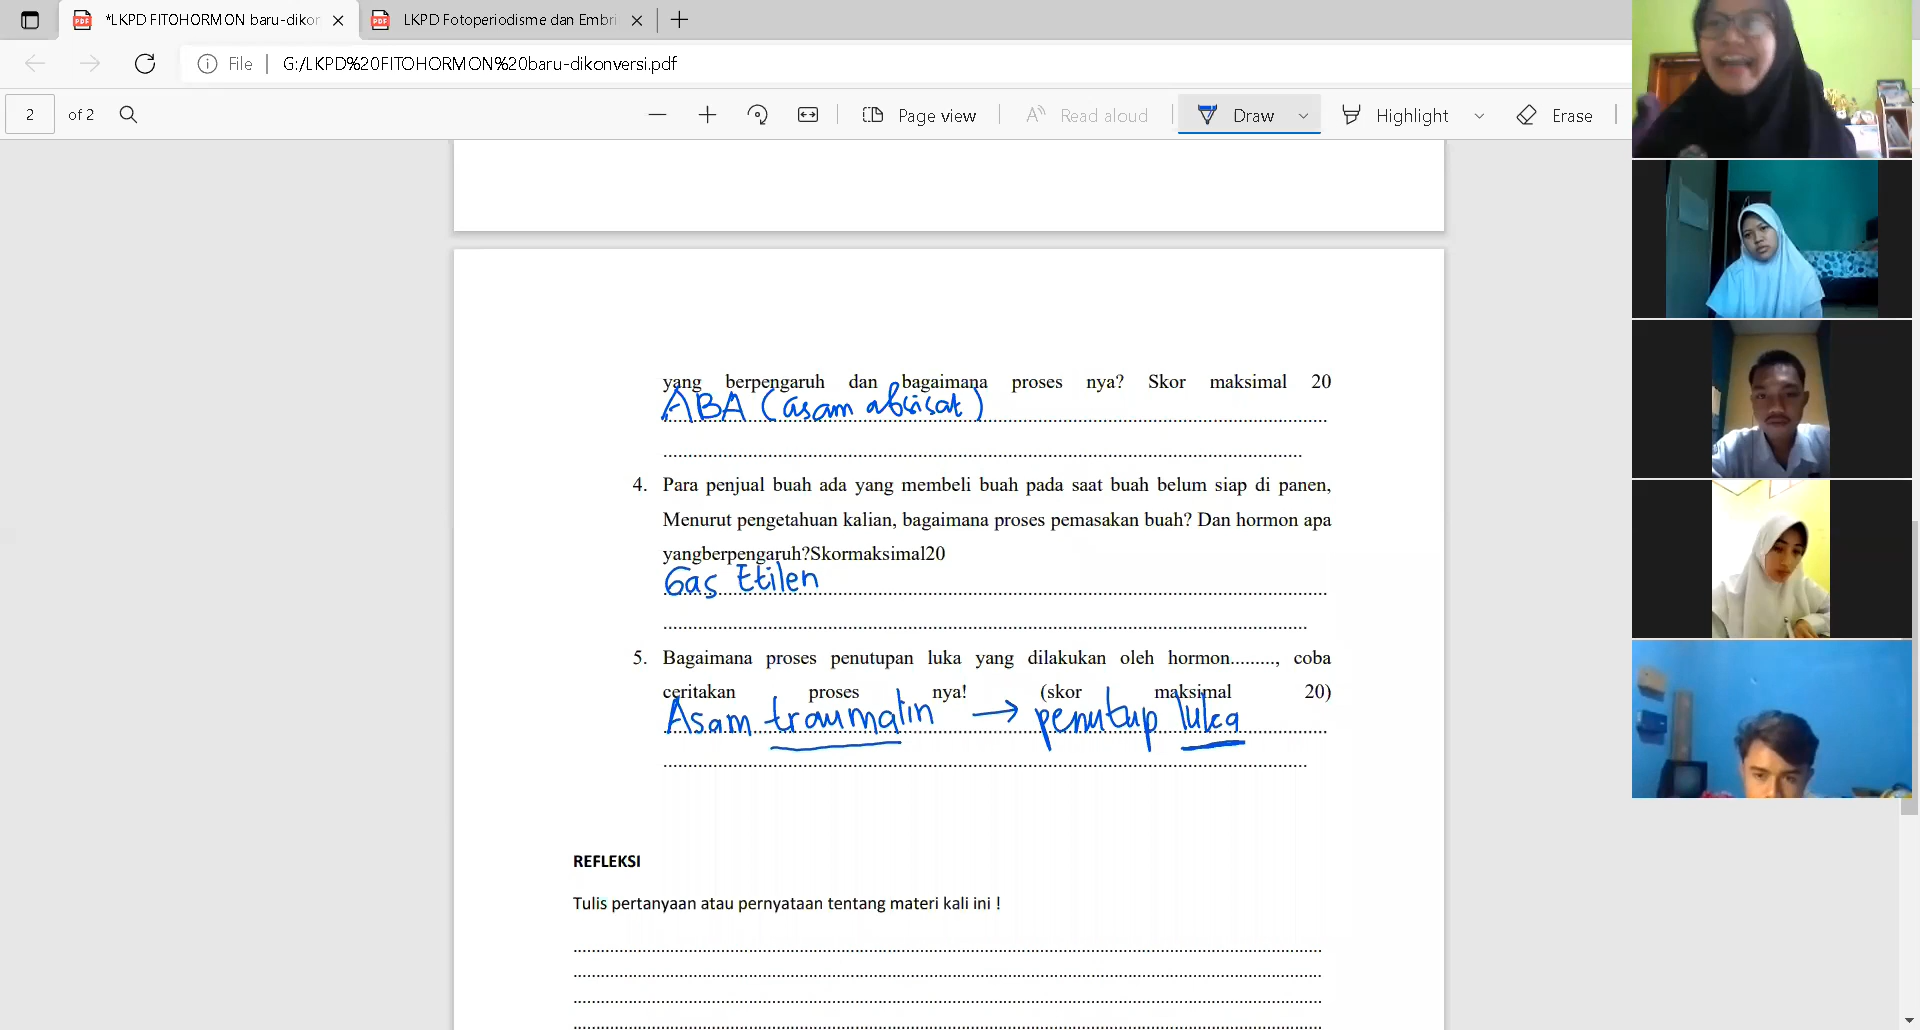 *LKPD FITOHORMON baru-dikon
LKPD Fotoperiodisme dan Embri
File
G:/LKPD%20FITOHORMON%20baru-dikonversi.pdf
2 of 2
Page view
Read aloud
Draw
Highlight
Erase
yang berpengaruh dan bagaimana proses nya? Skor maksimal 20
ABA (asam absisat)
4. Para penjual buah ada yang membeli buah pada saat buah belum siap di panen,
Menurut pengetahuan kalian, bagaimana proses pemasakan buah? Dan hormon apa
yangberpengaruh?Skormaksimal20
Gas Etilen
5. Bagaimana proses penutupan luka yang dilakukan oleh hormon........., coba
ceritakan proses nya! (skor maksimal 20)
Asam traumalin → penutup luka
REFLEKSI
Tulis pertanyaan atau pernyataan tentang materi kali ini !